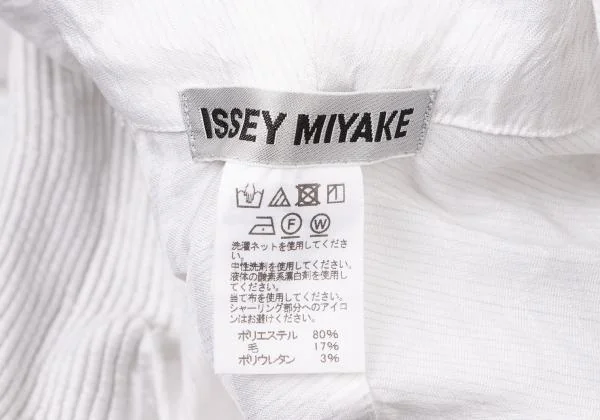 ISSEY MIYAKE
F W
洗濯ネットを使用してくださ
い。
中性洗剤を使用してください。
液体の酸素系漂白剤を使用し
てください。
当て布を使用してください。
シャーリング部分へのアイコ
ンはお避けください。
ポリエステル 80%
毛 17%
ポリウレタン 3%